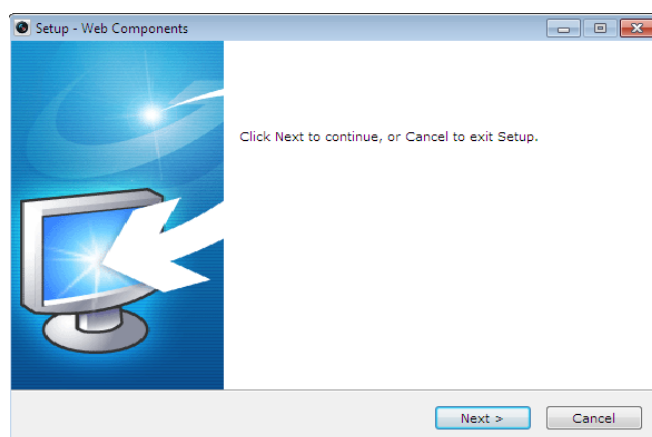 Setup - Web Components
Click Next to continue, or Cancel to exit Setup.
Next >
Cancel